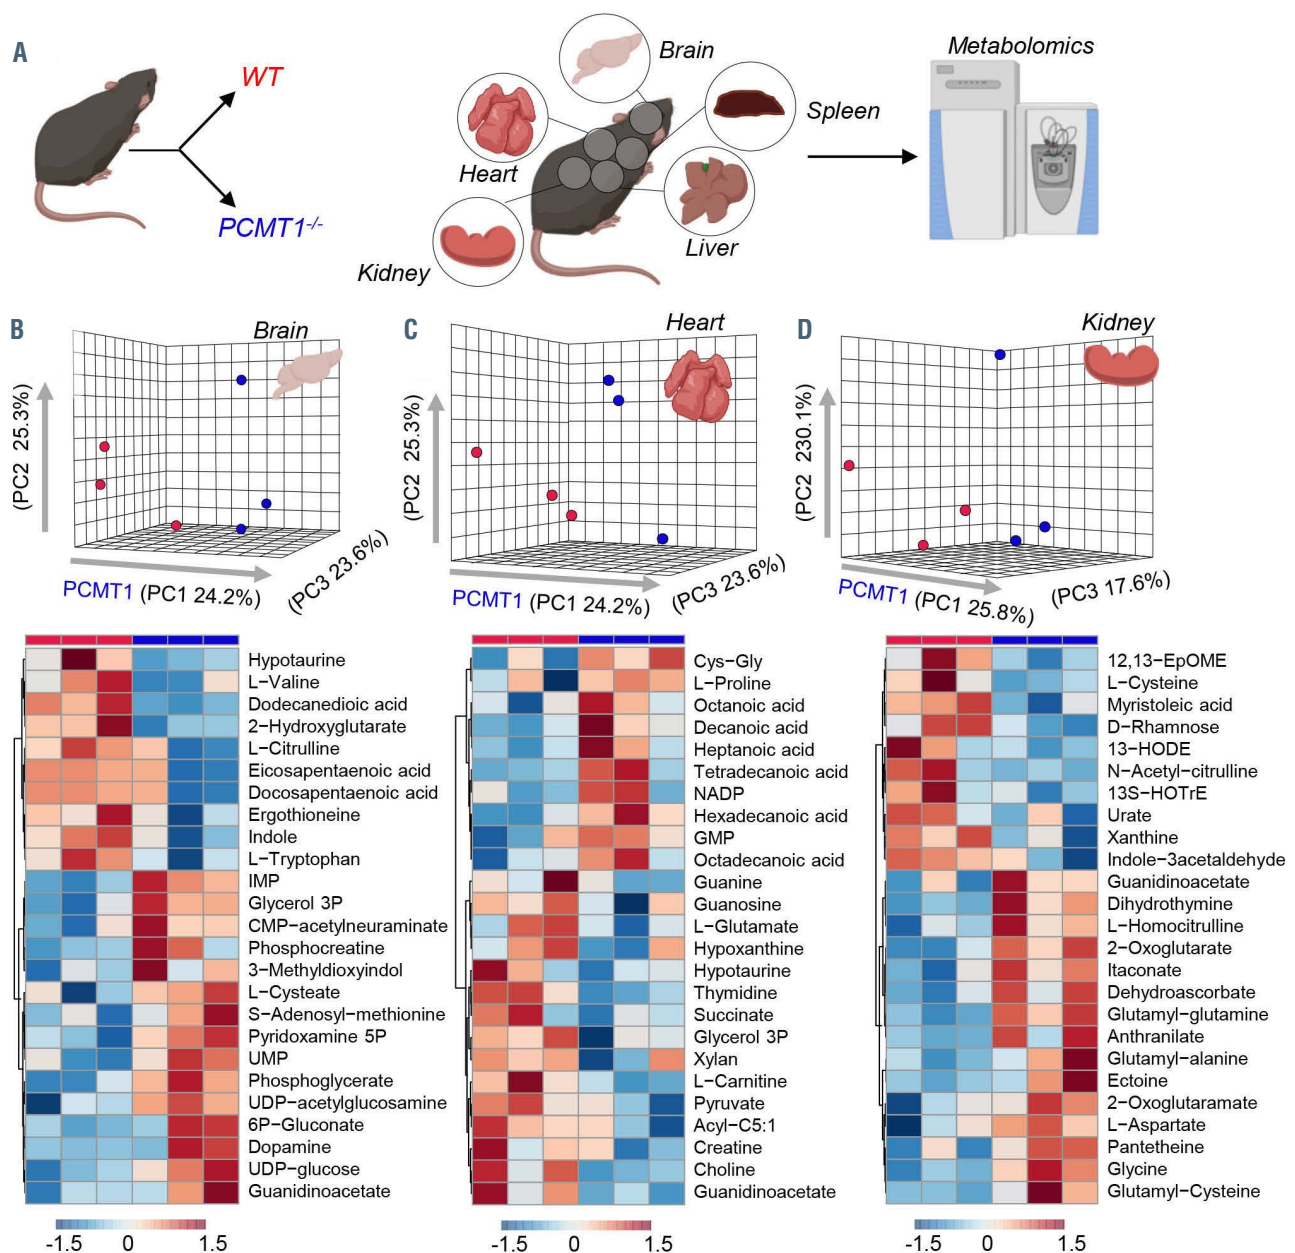 A
WT
PCMT1-/-
Brain
Heart
Spleen
Liver
Kidney
Metabolomics
B
Brain
(PC2 25.3%)
PCMT1 (PC1 24.2%)
(PC3 23.6%)
C
Heart
(PC2 25.3%)
PCMT1 (PC1 24.2%)
(PC3 23.6%)
D
Kidney
(PC2 230.1%)
PCMT1 (PC1 25.8%)
(PC3 17.6%)
Hypotaurine
L-Valine
Dodecanedioic acid
2-Hydroxyglutarate
L-Citrulline
Eicosapentaenoic acid
Docosapentaenoic acid
Ergothioneine
Indole
L-Tryptophan
IMP
Glycerol 3P
CMP-acetylneuraminate
Phosphocreatine
3-Methyldioxyindol
L-Cysteate
S-Adenosyl-methionine
Pyridoxamine 5P
UMP
Phosphoglycerate
UDP-acetylglucosamine
6P-Gluconate
Dopamine
UDP-glucose
Guanidinoacetate
-1.5 0 1.5
Cys-Gly
L-Proline
Octanoic acid
Decanoic acid
Heptanoic acid
Tetradecanoic acid
NADP
Hexadecanoic acid
GMP
Octadecanoic acid
Guanine
Guanosine
L-Glutamate
Hypoxanthine
Hypotaurine
Thymidine
Succinate
Glycerol 3P
Xylan
L-Carnitine
Pyruvate
Acyl-C5:1
Creatine
Choline
Guanidinoacetate
-1.5 0 1.5
12,13-EpOME
L-Cysteine
Myristoleic acid
D-Rhamnose
13-HODE
N-Acetyl-citrulline
13S-HOTrE
Urate
Xanthine
Indole-3acetaldehyde
Guanidinoacetate
Dihydrothymine
L-Homocitrulline
2-Oxoglutarate
Itaconate
Dehydroascorbate
Glutamyl-glutamine
Anthranilate
Glutamyl-alanine
Ectoine
2-Oxoglutaramate
L-Aspartate
Pantetheine
Glycine
Glutamyl-Cysteine
-1.5 0 1.5